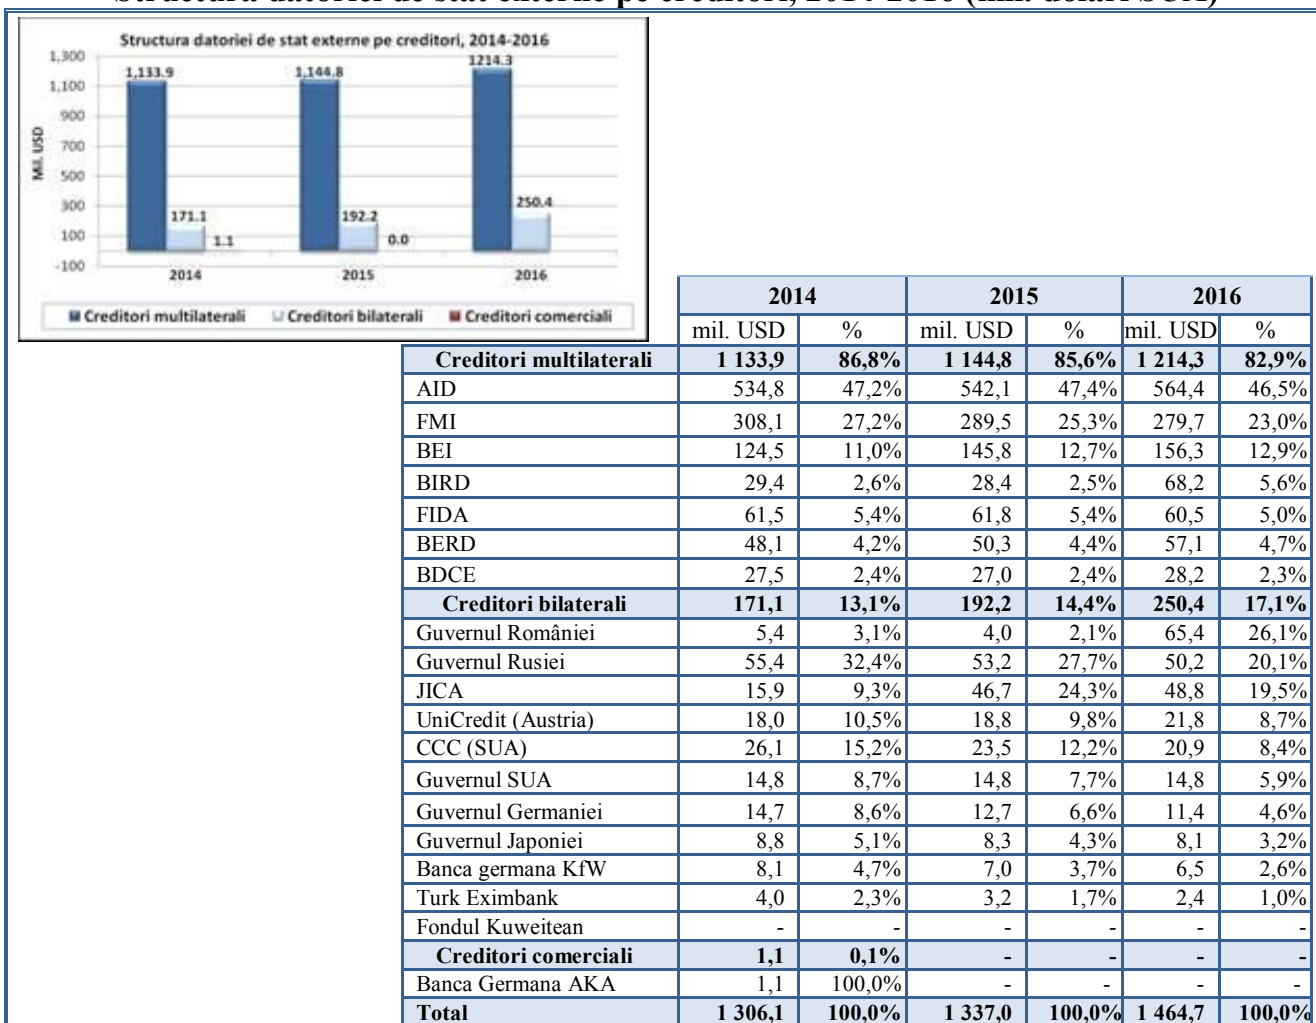 Structura datoriei de stat externe pe creditori, 2014-2016 (mil. dolari SUA)
Structura datoriei de stat externe pe creditori, 2014-2016
Mil. USD
1,300
1,100
900
700
500
300
100
-100
1,133.9
171.1
1.1
1,144.8
192.2
0.0
1214.3
250.4
2014 2015 2016
Creditori multilaterali Creditori bilaterali Creditori comerciali
2014 2015 2016
mil. USD % mil. USD % mil. USD %
Creditori multilaterali 1 133,9 86,8% 1 144,8 85,6% 1 214,3 82,9%
AID 534,8 47,2% 542,1 47,4% 564,4 46,5%
FMI 308,1 27,2% 289,5 25,3% 279,7 23,0%
BEI 124,5 11,0% 145,8 12,7% 156,3 12,9%
BIRD 29,4 2,6% 28,4 2,5% 68,2 5,6%
FIDA 61,5 5,4% 61,8 5,4% 60,5 5,0%
BERD 48,1 4,2% 50,3 4,4% 57,1 4,7%
BDCE 27,5 2,4% 27,0 2,4% 28,2 2,3%
Creditori bilaterali 171,1 13,1% 192,2 14,4% 250,4 17,1%
Guvernul României 5,4 3,1% 4,0 2,1% 65,4 26,1%
Guvernul Rusiei 55,4 32,4% 53,2 27,7% 50,2 20,1%
JICA 15,9 9,3% 46,7 24,3% 48,8 19,5%
UniCredit (Austria) 18,0 10,5% 18,8 9,8% 21,8 8,7%
CCC (SUA) 26,1 15,2% 23,5 12,2% 20,9 8,4%
Guvernul SUA 14,8 8,7% 14,8 7,7% 14,8 5,9%
Guvernul Germaniei 14,7 8,6% 12,7 6,6% 11,4 4,6%
Guvernul Japoniei 8,8 5,1% 8,3 4,3% 8,1 3,2%
Banca germana KfW 8,1 4,7% 7,0 3,7% 6,5 2,6%
Turk Eximbank 4,0 2,3% 3,2 1,7% 2,4 1,0%
Fondul Kuweitean - - - - - -
Creditori comerciali 1,1 0,1% - - - -
Banca Germana AKA 1,1 100,0% - - - -
Total 1 306,1 100,0% 1 337,0 100,0% 1 464,7 100,0%